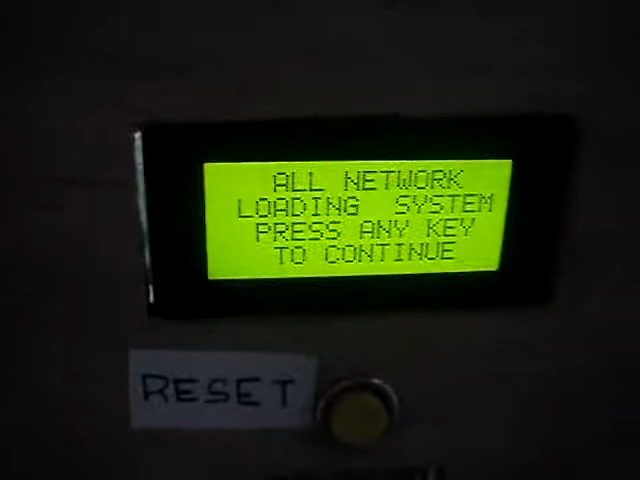 ALL NETWORK
LOADING SYSTEM
PRESS ANY KEY
TO CONTINUE
RESET